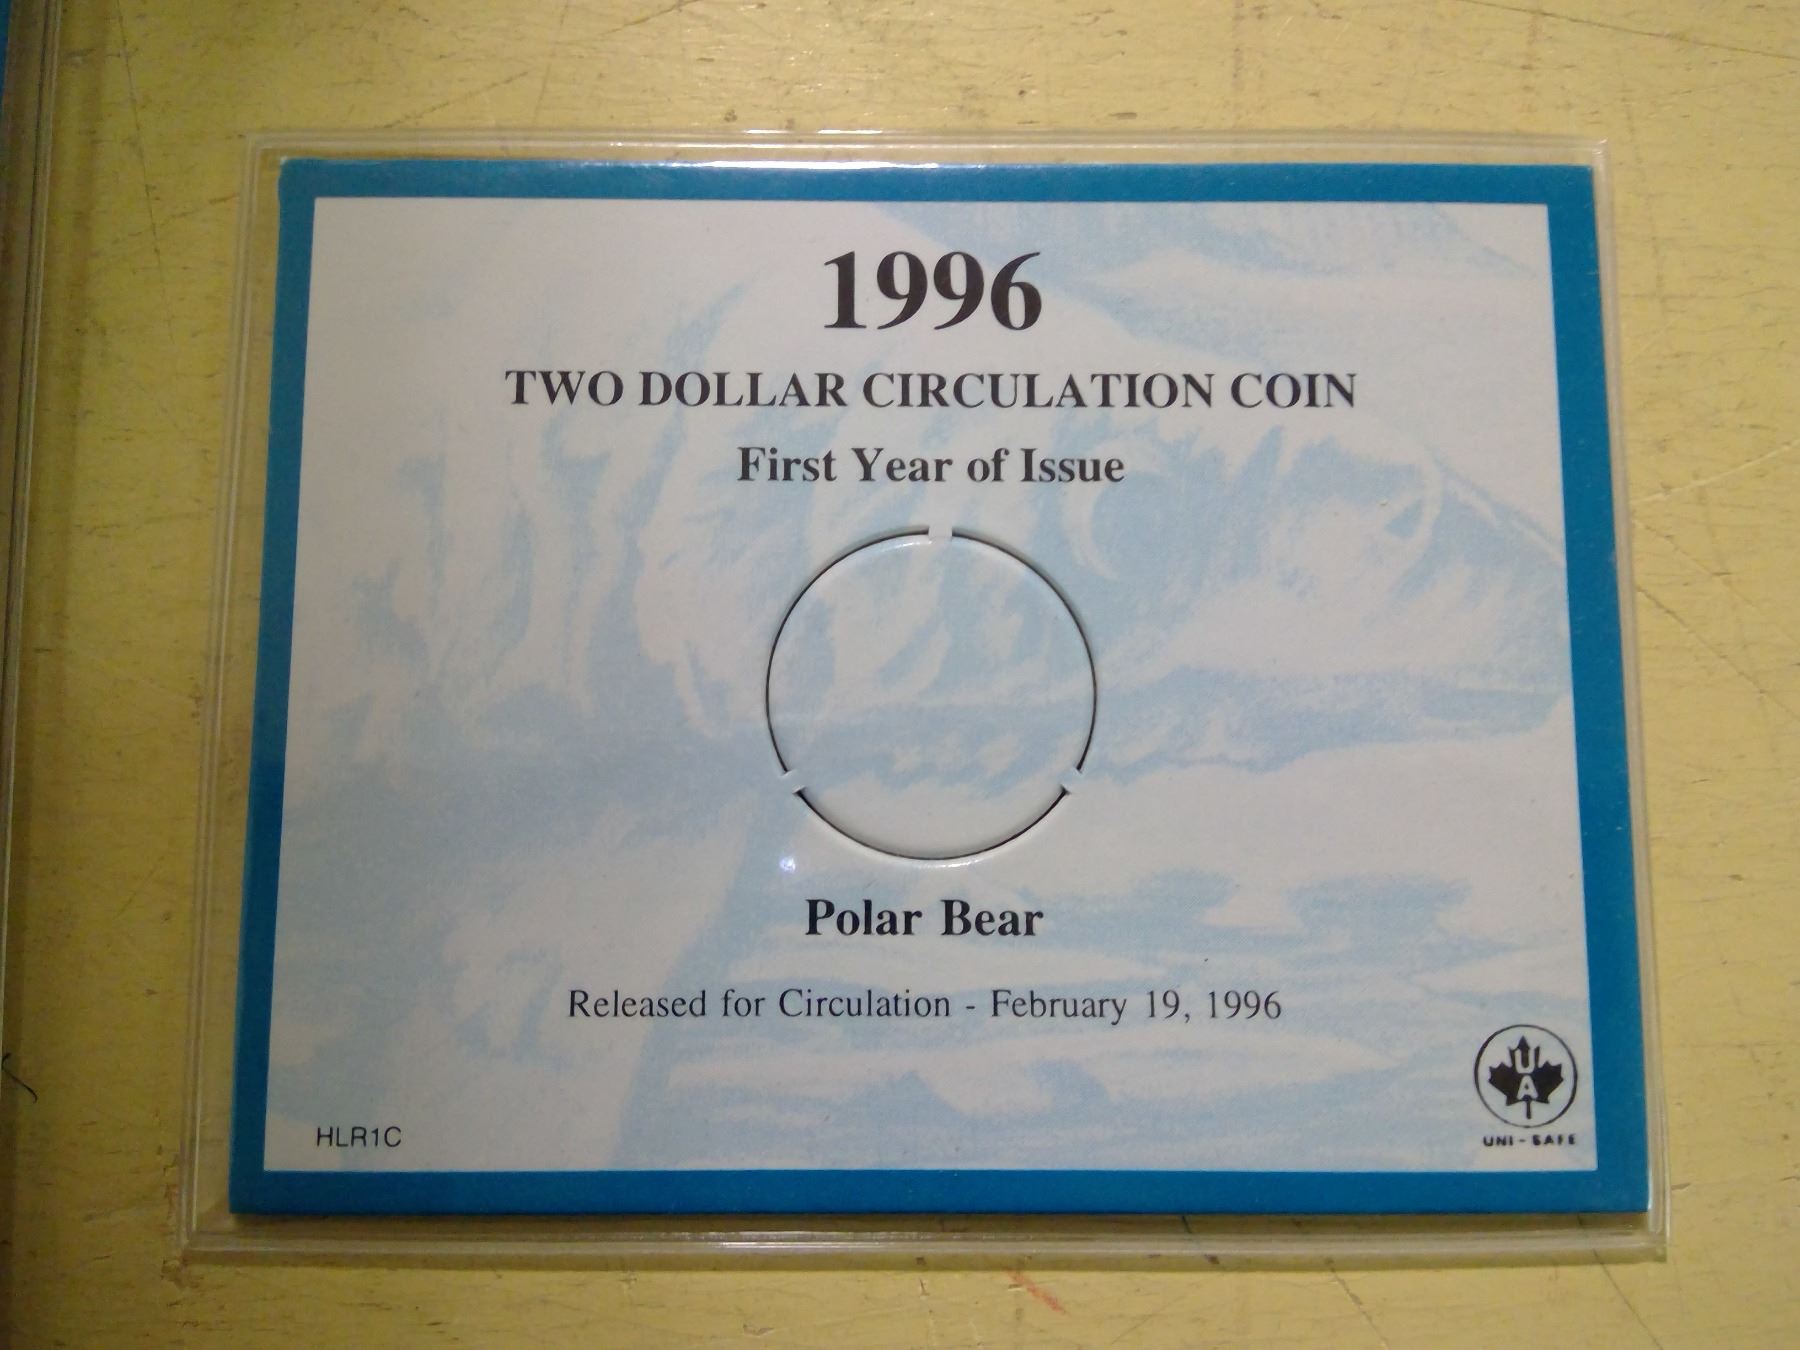 1996
TWO DOLLAR CIRCULATION COIN
First Year of Issue
Polar Bear
Released for Circulation - February 19, 1996
U
A
UNI-SAFE
HLR1C